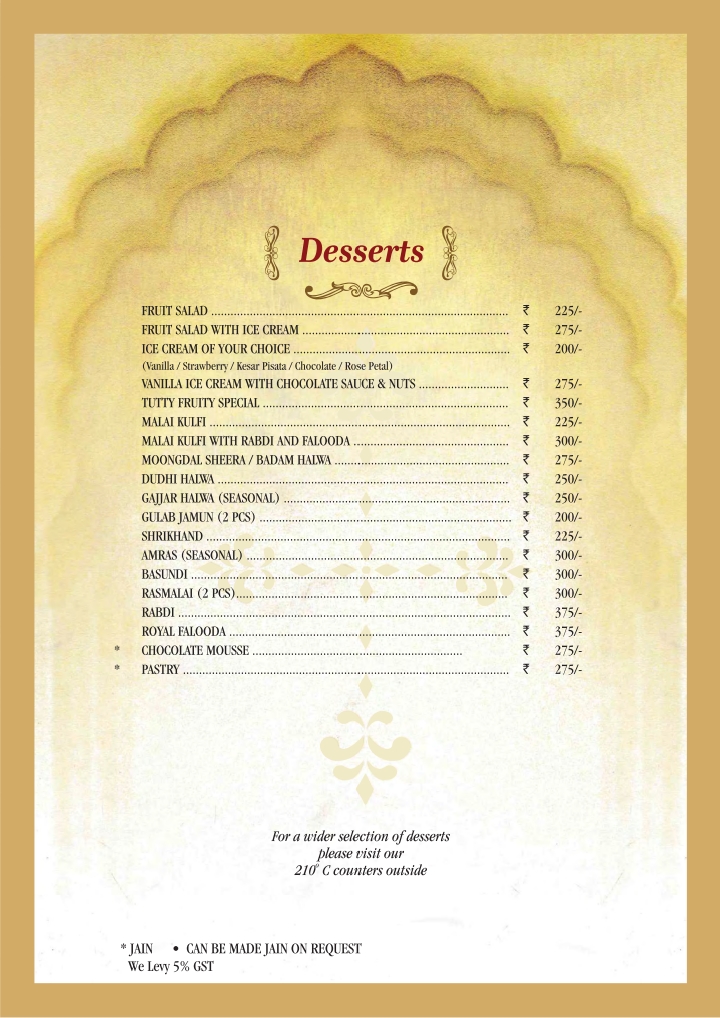 Desserts
FRUIT SALAD ........................................................ ₹ 225/-
FRUIT SALAD WITH ICE CREAM ........................................................ ₹ 275/-
ICE CREAM OF YOUR CHOICE ........................................................ ₹ 200/-
(Vanilla / Strawberry / Kesar Pisata / Chocolate / Rose Petal)
VANILLA ICE CREAM WITH CHOCOLATE SAUCE & NUTS ............................ ₹ 275/-
TUTTY FRUITY SPECIAL ........................................................ ₹ 350/-
MALAI KULFI ........................................................ ₹ 225/-
MALAI KULFI WITH RABDI AND FALOODA ................................................ ₹ 300/-
MOONGDAL SHEERA / BADAM HALWA ...................................................... ₹ 275/-
DUDHI HALWA ........................................................ ₹ 250/-
GAJJAR HALWA (SEASONAL) ........................................................ ₹ 250/-
GULAB JAMUN (2 PCS) ........................................................ ₹ 200/-
SHRIKHAND ........................................................ ₹ 225/-
AMRAS (SEASONAL) ........................................................ ₹ 300/-
BASUNDI ........................................................ ₹ 300/-
RASMALAI (2 PCS)........................................................ ₹ 300/-
RABDI ........................................................ ₹ 375/-
ROYAL FALOODA ........................................................ ₹ 375/-
* CHOCOLATE MOUSSE ........................................................ ₹ 275/-
* PASTRY ........................................................ ₹ 275/-
For a wider selection of desserts
please visit our
210° C counters outside
* JAIN • CAN BE MADE JAIN ON REQUEST
We Levy 5% GST